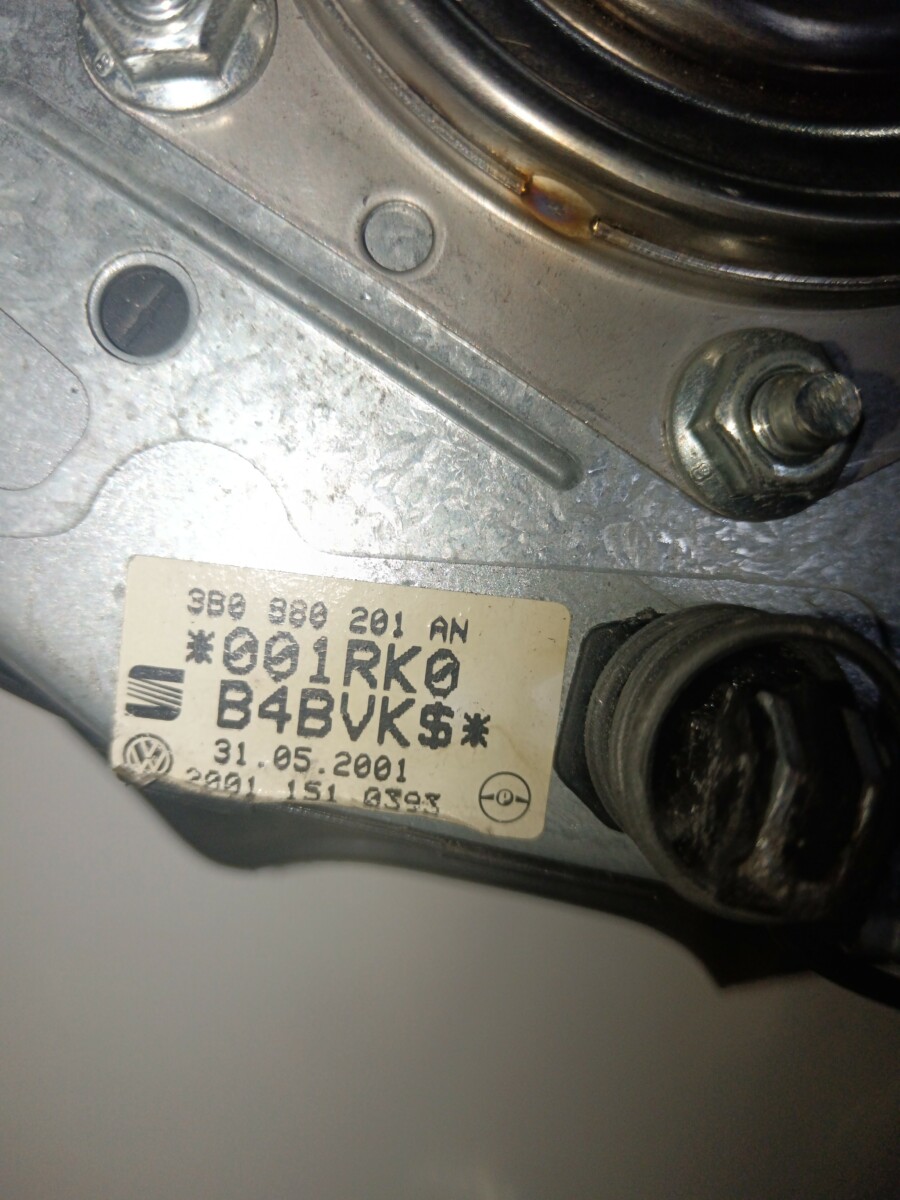 3B0 880 201 AN
*001RK0
B4BVK$*
31.05.2001
2001 151 0393